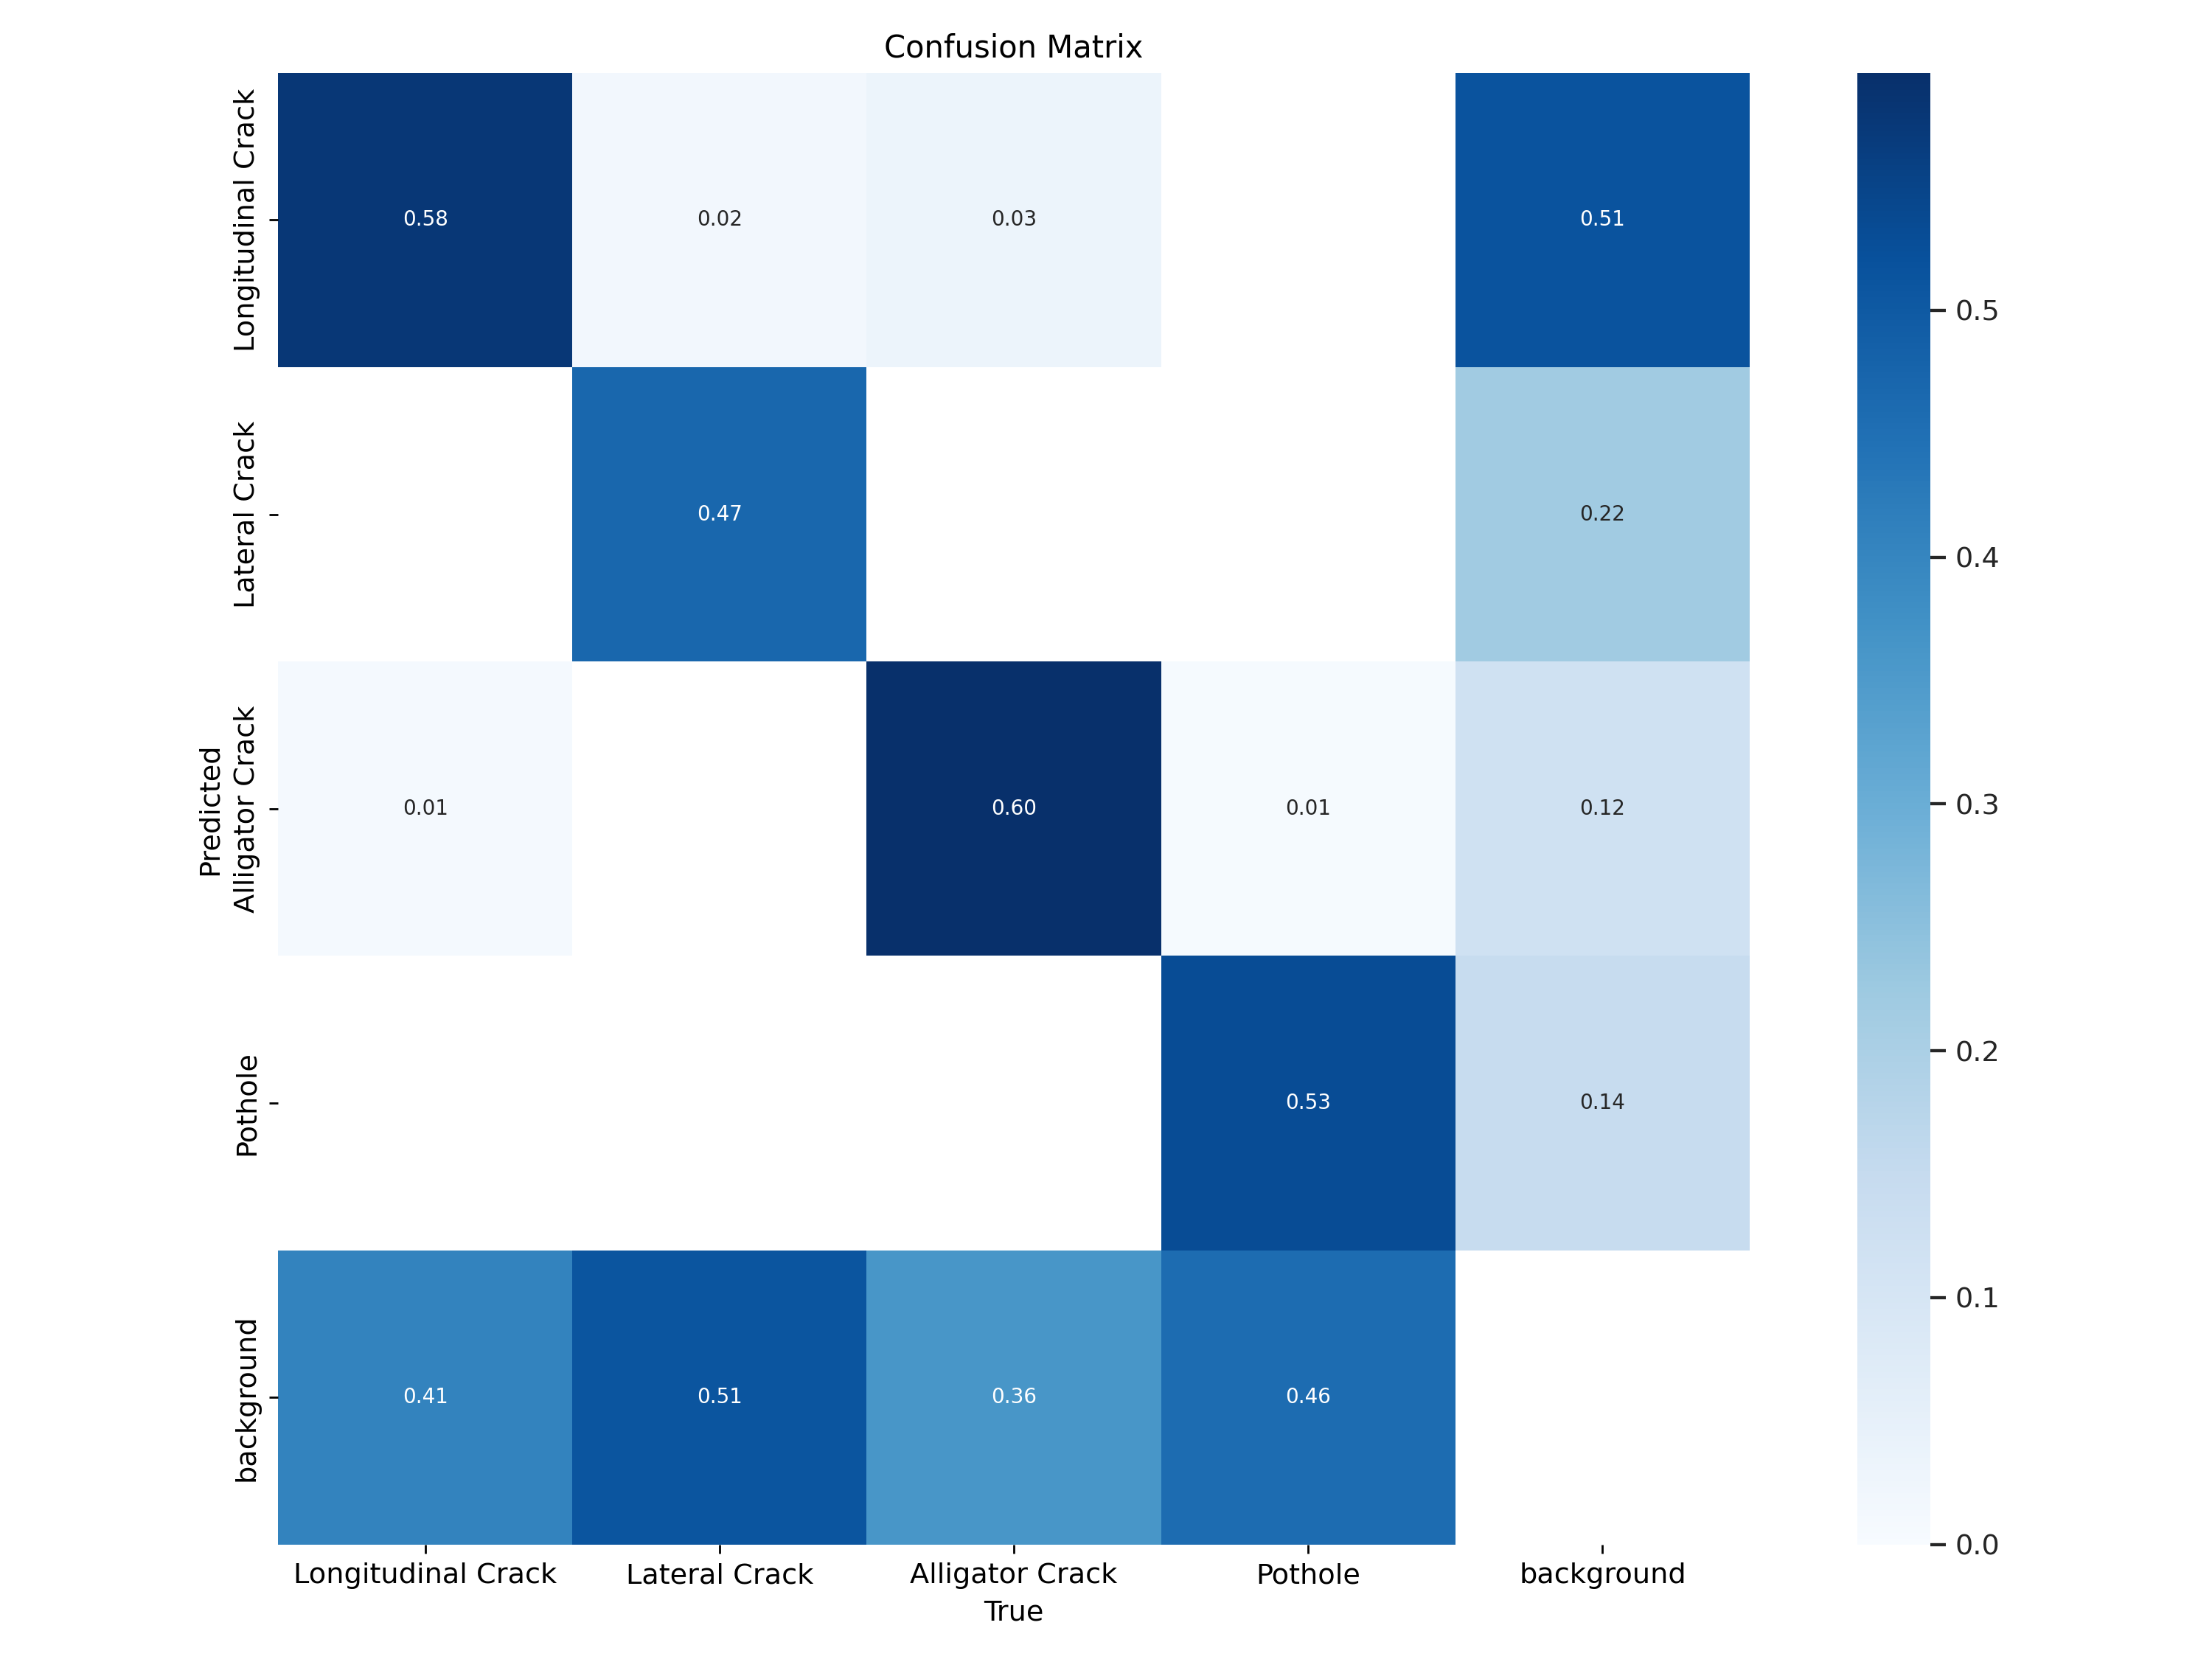 Confusion Matrix
Longitudinal Crack
0.58
0.02
0.03
0.51
Lateral Crack
0.47
0.22
Predicted
Alligator Crack
0.01
0.60
0.01
0.12
Pothole
0.53
0.14
background
0.41
0.51
0.36
0.46
Longitudinal Crack
Lateral Crack
Alligator Crack
Pothole
background
True
0.5
0.4
0.3
0.2
0.1
0.0